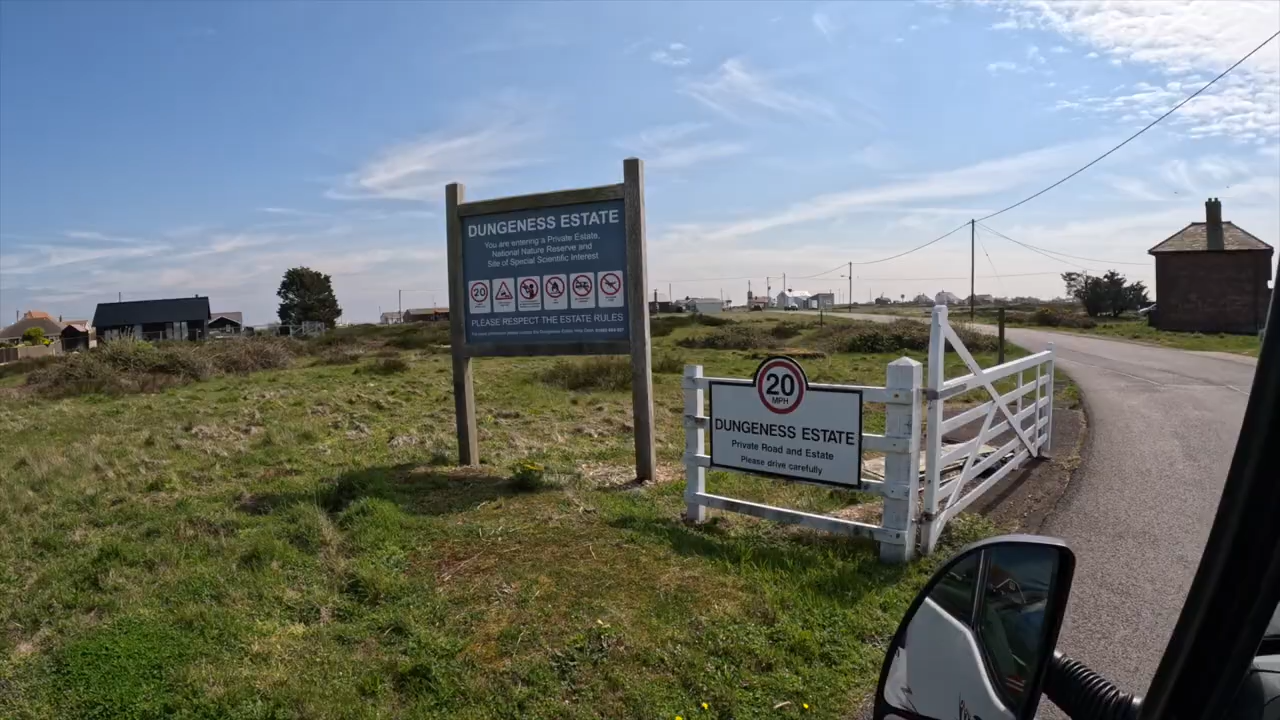 DUNGENESS ESTATE
You are entering a Private Estate,
National Nature Reserve and
Site of Special Scientific Interest
20
PLEASE RESPECT THE ESTATE RULES
20
MPH
DUNGENESS ESTATE
Private Road and Estate
Please drive carefully